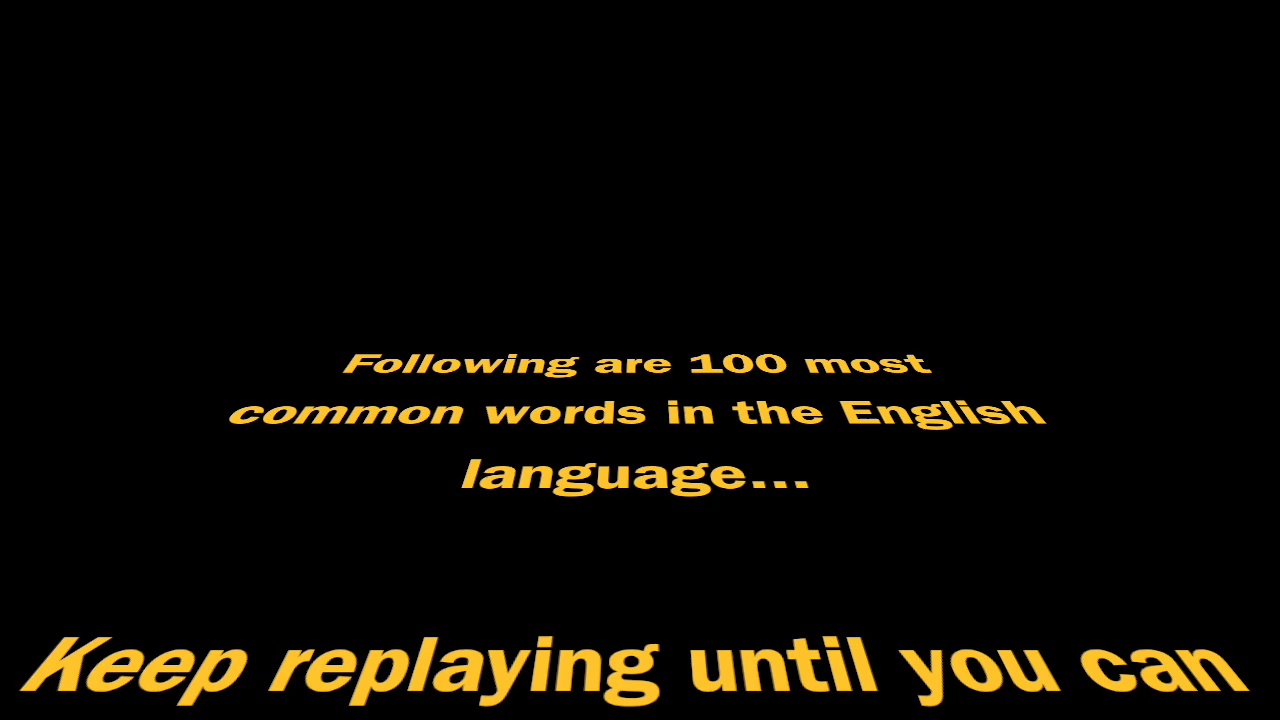 Following are 100 most
common words in the English
language...
Keep replaying until you can